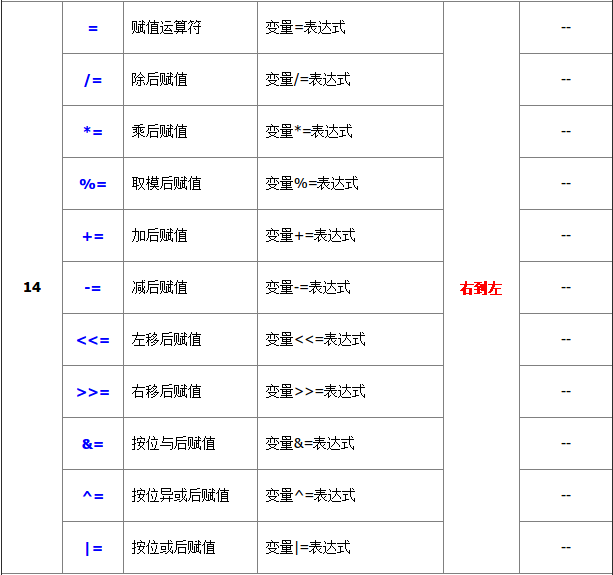 = 赋值运算符 变量=表达式 --
/= 除后赋值 变量/=表达式 --
*= 乘后赋值 变量*=表达式 --
%= 取模后赋值 变量%=表达式 --
+= 加后赋值 变量+=表达式 --
14 -= 减后赋值 变量-=表达式 右到左 --
<<= 左移后赋值 变量<<=表达式 --
>>= 右移后赋值 变量>>=表达式 --
&= 按位与后赋值 变量&=表达式 --
^= 按位异或后赋值 变量^=表达式 --
|= 按位或后赋值 变量|=表达式 --